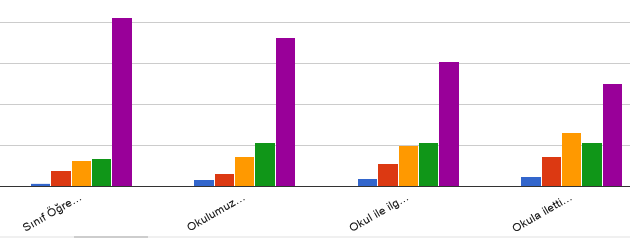 Sınıf Öğre...
Okulumuz...
Okul ile ilg...
Okula iletti...